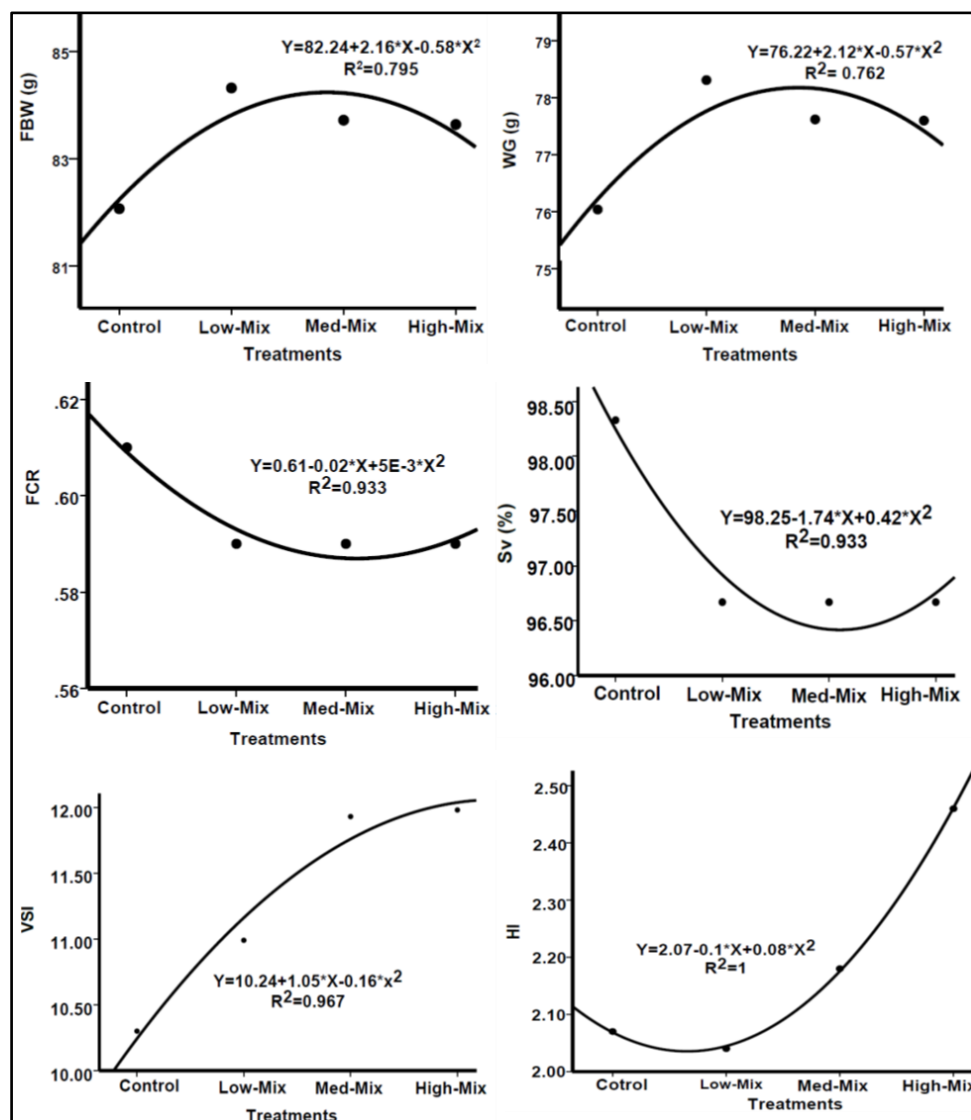 Y=82.24+2.16*X-0.58*X²
R²=0.795
FBW (g)
85
83
81
Control Low-Mix Med-Mix High-Mix
Treatments
Y=76.22+2.12*X-0.57*X²
R²= 0.762
WG (g)
79
78
77
76
75
Control Low-Mix Med-Mix High-Mix
Treatments
Y=0.61-0.02*X+5E-3*X²
R²=0.933
FCR
.62
.60
.58
.56
Control Low-Mix Med-Mix High-Mix
Treatments
Y=98.25-1.74*X+0.42*X²
R²=0.933
Sv (%)
98.50
98.00
97.50
97.00
96.50
96.00
Control Low-Mix Med-Mix High-Mix
Treatments
VSI
12.00
11.50
11.00
10.50
10.00
Y=10.24+1.05*X-0.16*x²
R²=0.967
Control Low-Mix Med-Mix High-Mix
Treatments
HI
2.50
2.40
2.30
2.20
2.10
2.00
Y=2.07-0.1*X+0.08*X²
R²=1
Cotrol Low-Mix Med-Mix High-Mix
Treatments